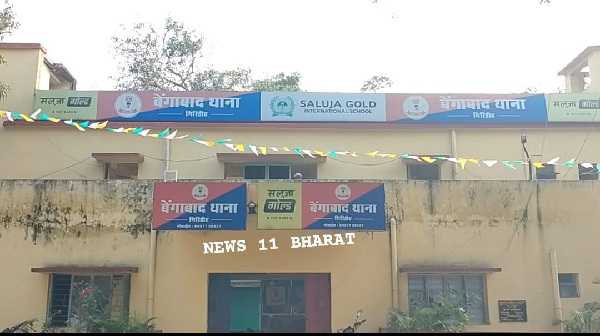 सलूजा गोल्ड
बेंगाबाद थाना
गिरिडीह
SALUJA GOLD
INTERNATIONAL SCHOOL
बेंगाबाद थाना
गिरिडीह
सलूजा गोल्ड
बेंगाबाद थाना
गिरिडीह
सलूजा
गोल्ड
बेंगाबाद थाना
गिरिडीह
NEWS 11 BHARAT